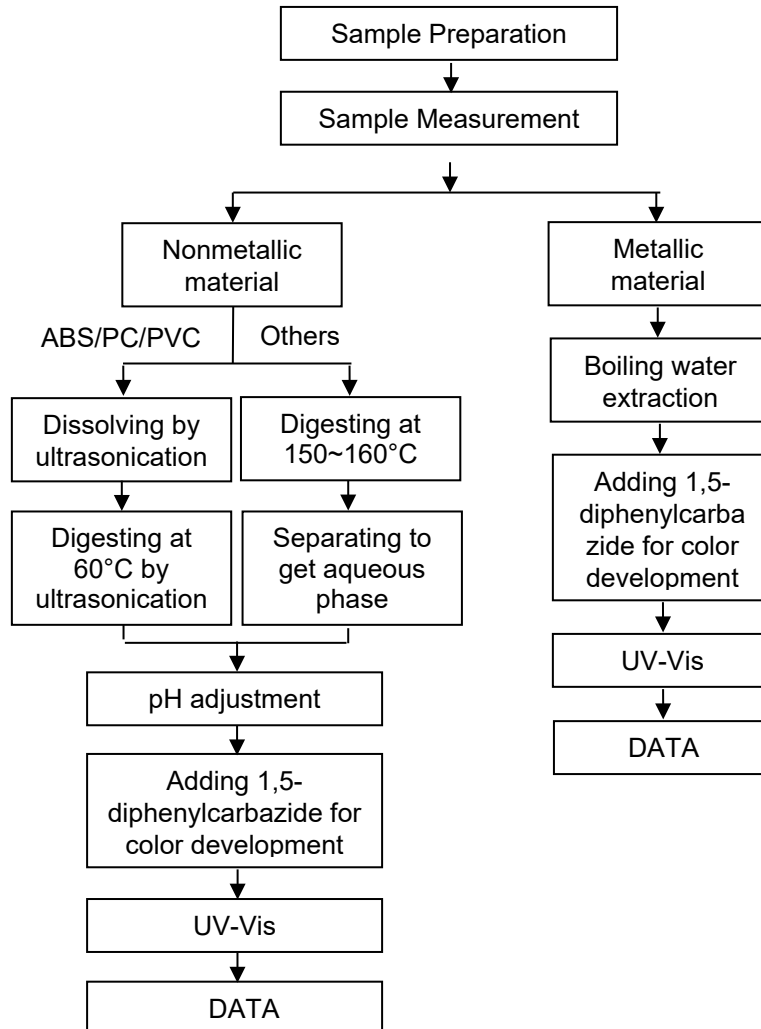 Sample Preparation
Sample Measurement
Nonmetallic
material
ABS/PC/PVC
Others
Dissolving by
ultrasonication
Digesting at
150~160°C
Digesting at
60°C by
ultrasonication
Separating to
get aqueous
phase
pH adjustment
Adding 1,5-
diphenylcarbazide for
color development
UV-Vis
DATA
Metallic
material
Boiling water
extraction
Adding 1,5-
diphenylcarba
zide for color
development
UV-Vis
DATA